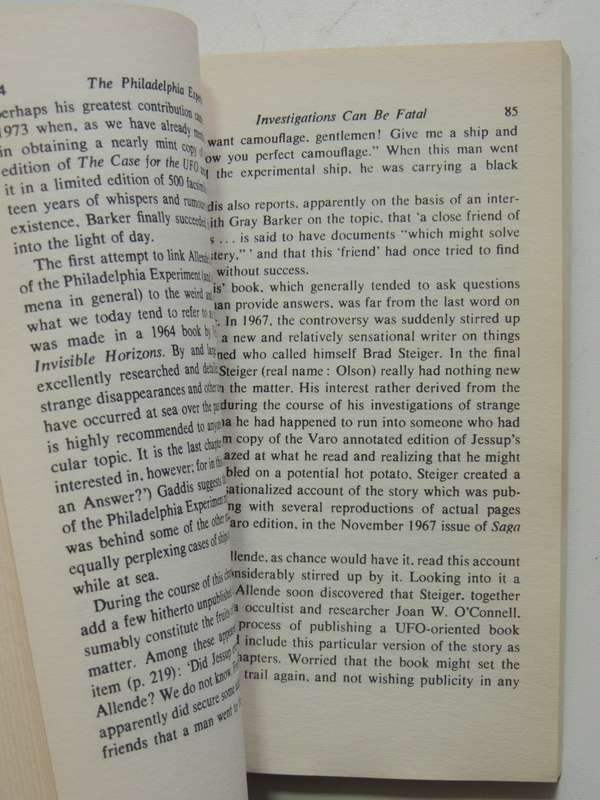 4
The Philadelphia
perhaps his greatest contribution
1973 when, as we have already
in obtaining a nearly mint copy
edition of The Case for the UFO
it in a limited edition of 500
teen years of whispers and
existence, Barker finally
into the light of day.
The first attempt to link
of the Philadelphia Experiment
mena in general) to the weird
what we today tend to refer to
was made in a 1964 book by
Invisible Horizons. By and
excellently researched and
strange disappearances and
have occurred at sea over the
is highly recommended to
cular topic. It is the last
interested in, however; for in
an Answer?') Gaddis suggests
of the Philadelphia Experiment
was behind some of the other
equally perplexing cases of
while at sea.
During the course of this
add a few hitherto unpublished
sumably constitute the
matter. Among these
item (p. 219): 'Did Jessup
Allende? We do not know.
apparently did secure some
friends that a man went to
Investigations Can Be Fatal 85
want camouflage, gentlemen! Give me a ship and
ow you perfect camouflage.” When this man went
the experimental ship, he was carrying a black
dis also reports, apparently on the basis of an inter-
ith Gray Barker on the topic, that ‘a close friend of
s . . . is said to have documents “which might solve
tery,” ’ and that this ‘friend’ had once tried to find
without success.
is’ book, which generally tended to ask questions
han provide answers, was far from the last word on
. In 1967, the controversy was suddenly stirred up
a new and relatively sensational writer on things
ned who called himself Brad Steiger. In the final
Steiger (real name : Olson) really had nothing new
n the matter. His interest rather derived from the
during the course of his investigations of strange
na he had happened to run into someone who had
m copy of the Varo annotated edition of Jessup’s
azed at what he read and realizing that he might
bled on a potential hot potato, Steiger created a
sationalized account of the story which was pub-
ng with several reproductions of actual pages
aro edition, in the November 1967 issue of Saga
llende, as chance would have it, read this account
nsiderably stirred up by it. Looking into it a
Allende soon discovered that Steiger, together
a occultist and researcher Joan W. O’Connell,
process of publishing a UFO-oriented book
d include this particular version of the story as
hapters. Worried that the book might set the
trail again, and not wishing publicity in any